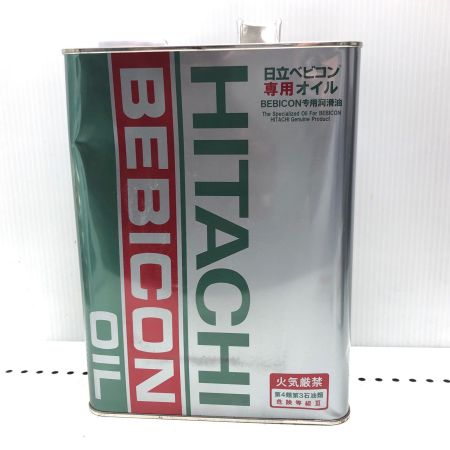 HITACHI
BEBICON
OIL
日立ベビコン
専用オイル
BEBICON专用润滑油
The Specialized Oil For BEBICON
HITACHI Genuine Product
火気厳禁
第4類第3石油類
危険等級Ⅲ